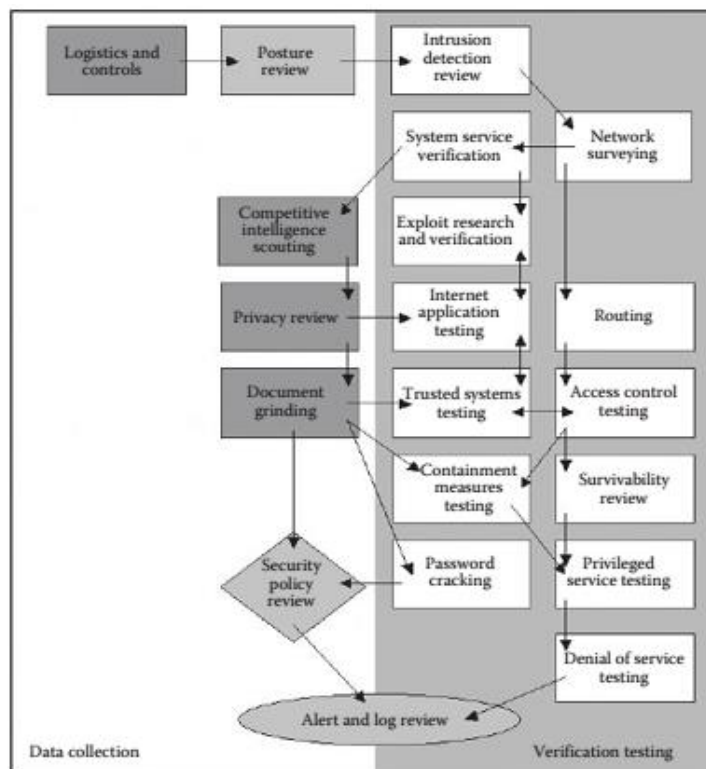 Logistics and
controls
Posture
review
Intrusion
detection
review
System service
verification
Network
surveying
Competitive
intelligence
scouting
Exploit research
and verification
Privacy review
Internet
application
testing
Routing
Document
grinding
Trusted systems
testing
Access control
testing
Containment
measures
testing
Survivability
review
Security
policy
review
Password
cracking
Privileged
service testing
Denial of service
testing
Alert and log review
Data collection
Verification testing